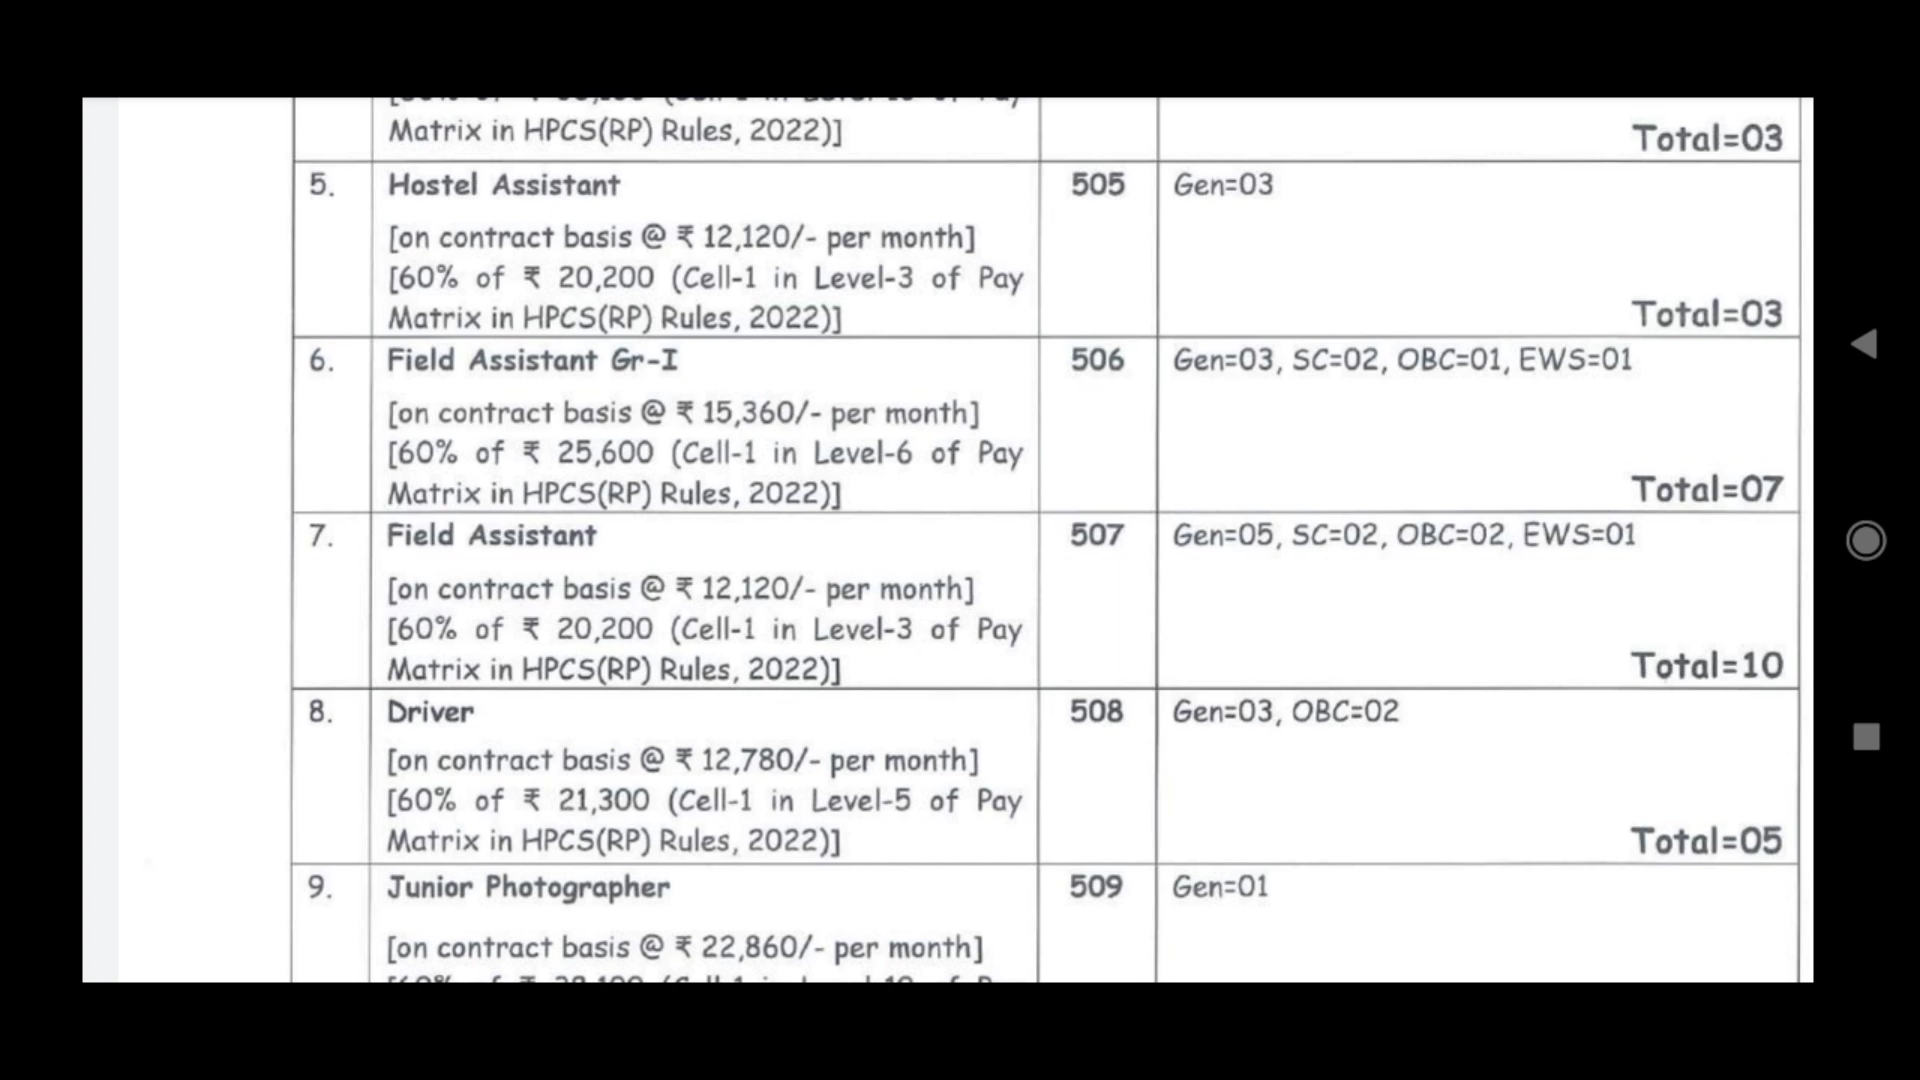 Matrix in HPCS(RP) Rules, 2022)]
Total=03
5. Hostel Assistant 505 Gen=03
[on contract basis @ ₹ 12,120/- per month]
[60% of ₹ 20,200 (Cell-1 in Level-3 of Pay
Matrix in HPCS(RP) Rules, 2022)]
Total=03
6. Field Assistant Gr-I 506 Gen=03, SC=02, OBC=01, EWS=01
[on contract basis @ ₹ 15,360/- per month]
[60% of ₹ 25,600 (Cell-1 in Level-6 of Pay
Matrix in HPCS(RP) Rules, 2022)]
Total=07
7. Field Assistant 507 Gen=05, SC=02, OBC=02, EWS=01
[on contract basis @ ₹ 12,120/- per month]
[60% of ₹ 20,200 (Cell-1 in Level-3 of Pay
Matrix in HPCS(RP) Rules, 2022)]
Total=10
8. Driver 508 Gen=03, OBC=02
[on contract basis @ ₹ 12,780/- per month]
[60% of ₹ 21,300 (Cell-1 in Level-5 of Pay
Matrix in HPCS(RP) Rules, 2022)]
Total=05
9. Junior Photographer 509 Gen=01
[on contract basis @ ₹ 22,860/- per month]